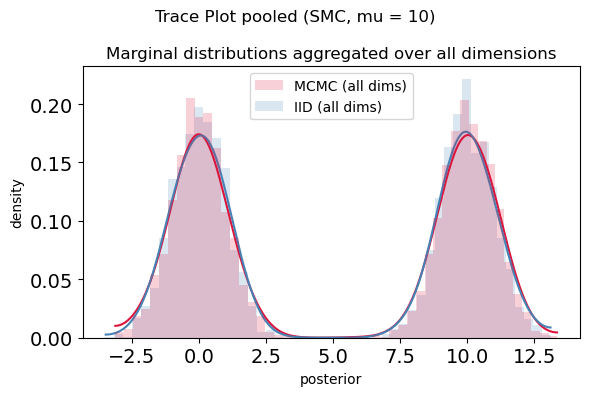 Trace Plot pooled (SMC, mu = 10)
Marginal distributions aggregated over all dimensions
MCMC (all dims)
IID (all dims)
density
0.20
0.15
0.10
0.05
0.00
−2.5 0.0 2.5 5.0 7.5 10.0 12.5
posterior